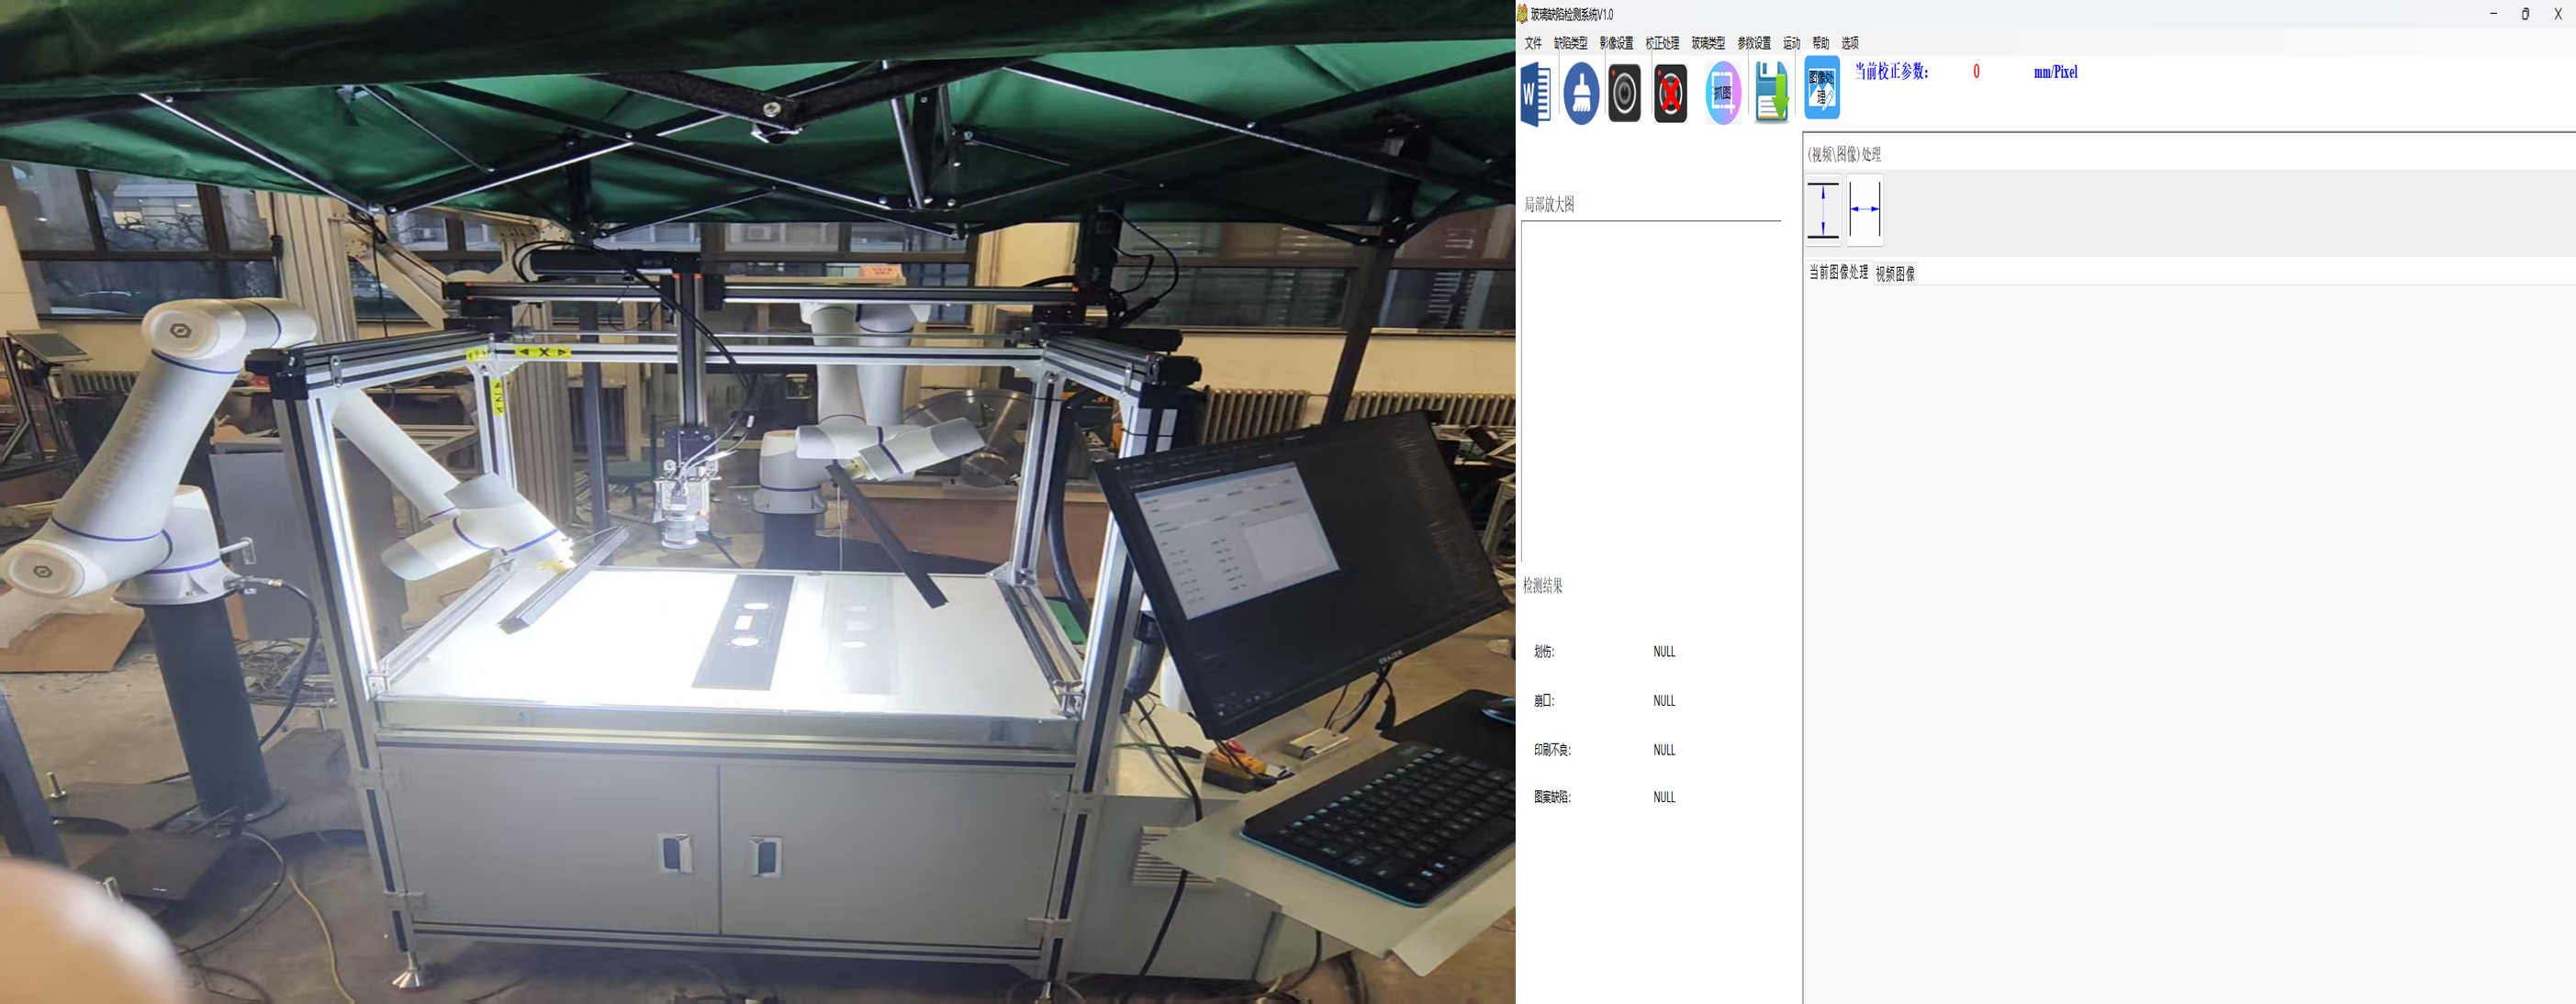 玻璃缺陷检测系统V1.0
文件 缺陷类型 影像设置 校正处理 玻璃类型 参数设置 运动 帮助 选项
W
抓图
图像处
理
当前校正参数: 0 mm/Pixel
(视频\图像)处理
局部放大图
当前图像处理 视频图像
检测结果
划伤: NULL
崩口: NULL
印刷不良: NULL
图案缺陷: NULL
X